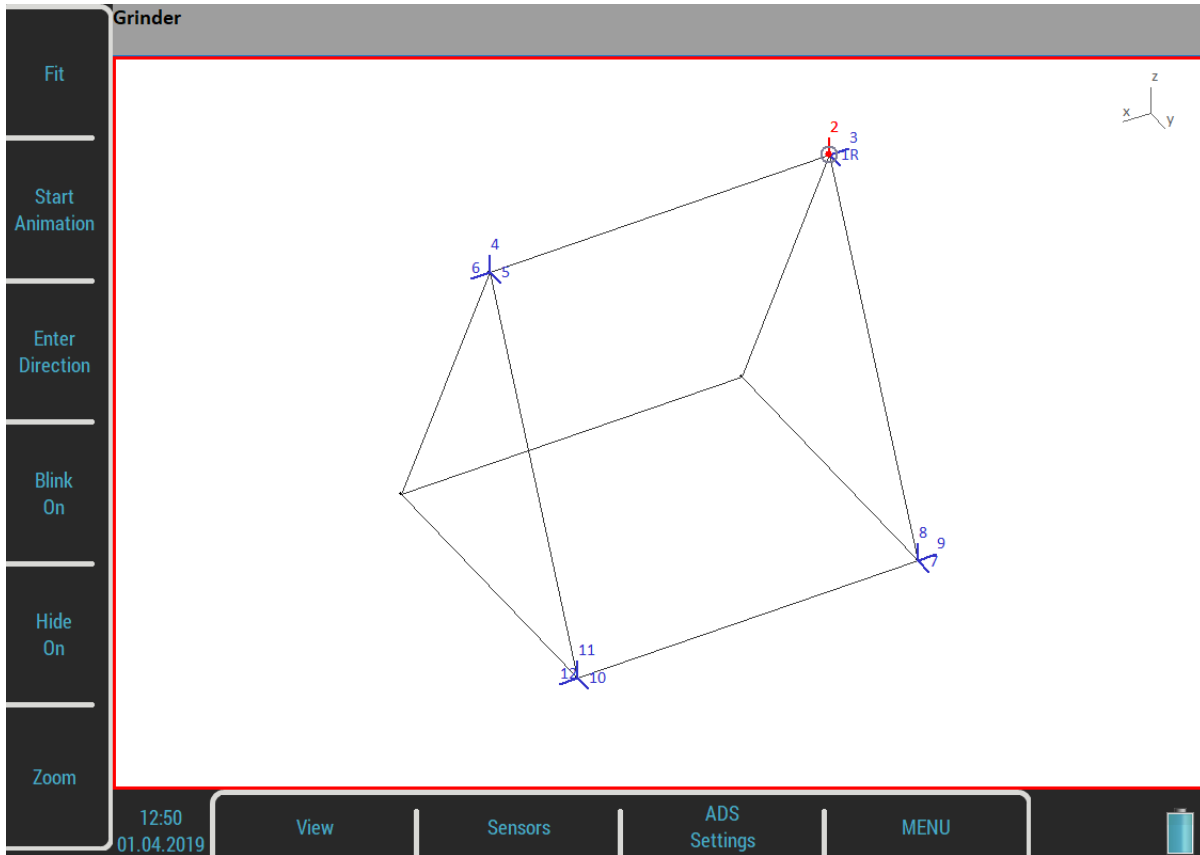 Grinder
Fit
Start
Animation
Enter
Direction
Blink
On
Hide
On
Zoom
z
x
y
2
3
1R
4
6
5
8
9
7
11
12
10
12:50
01.04.2019
View
Sensors
ADS
Settings
MENU